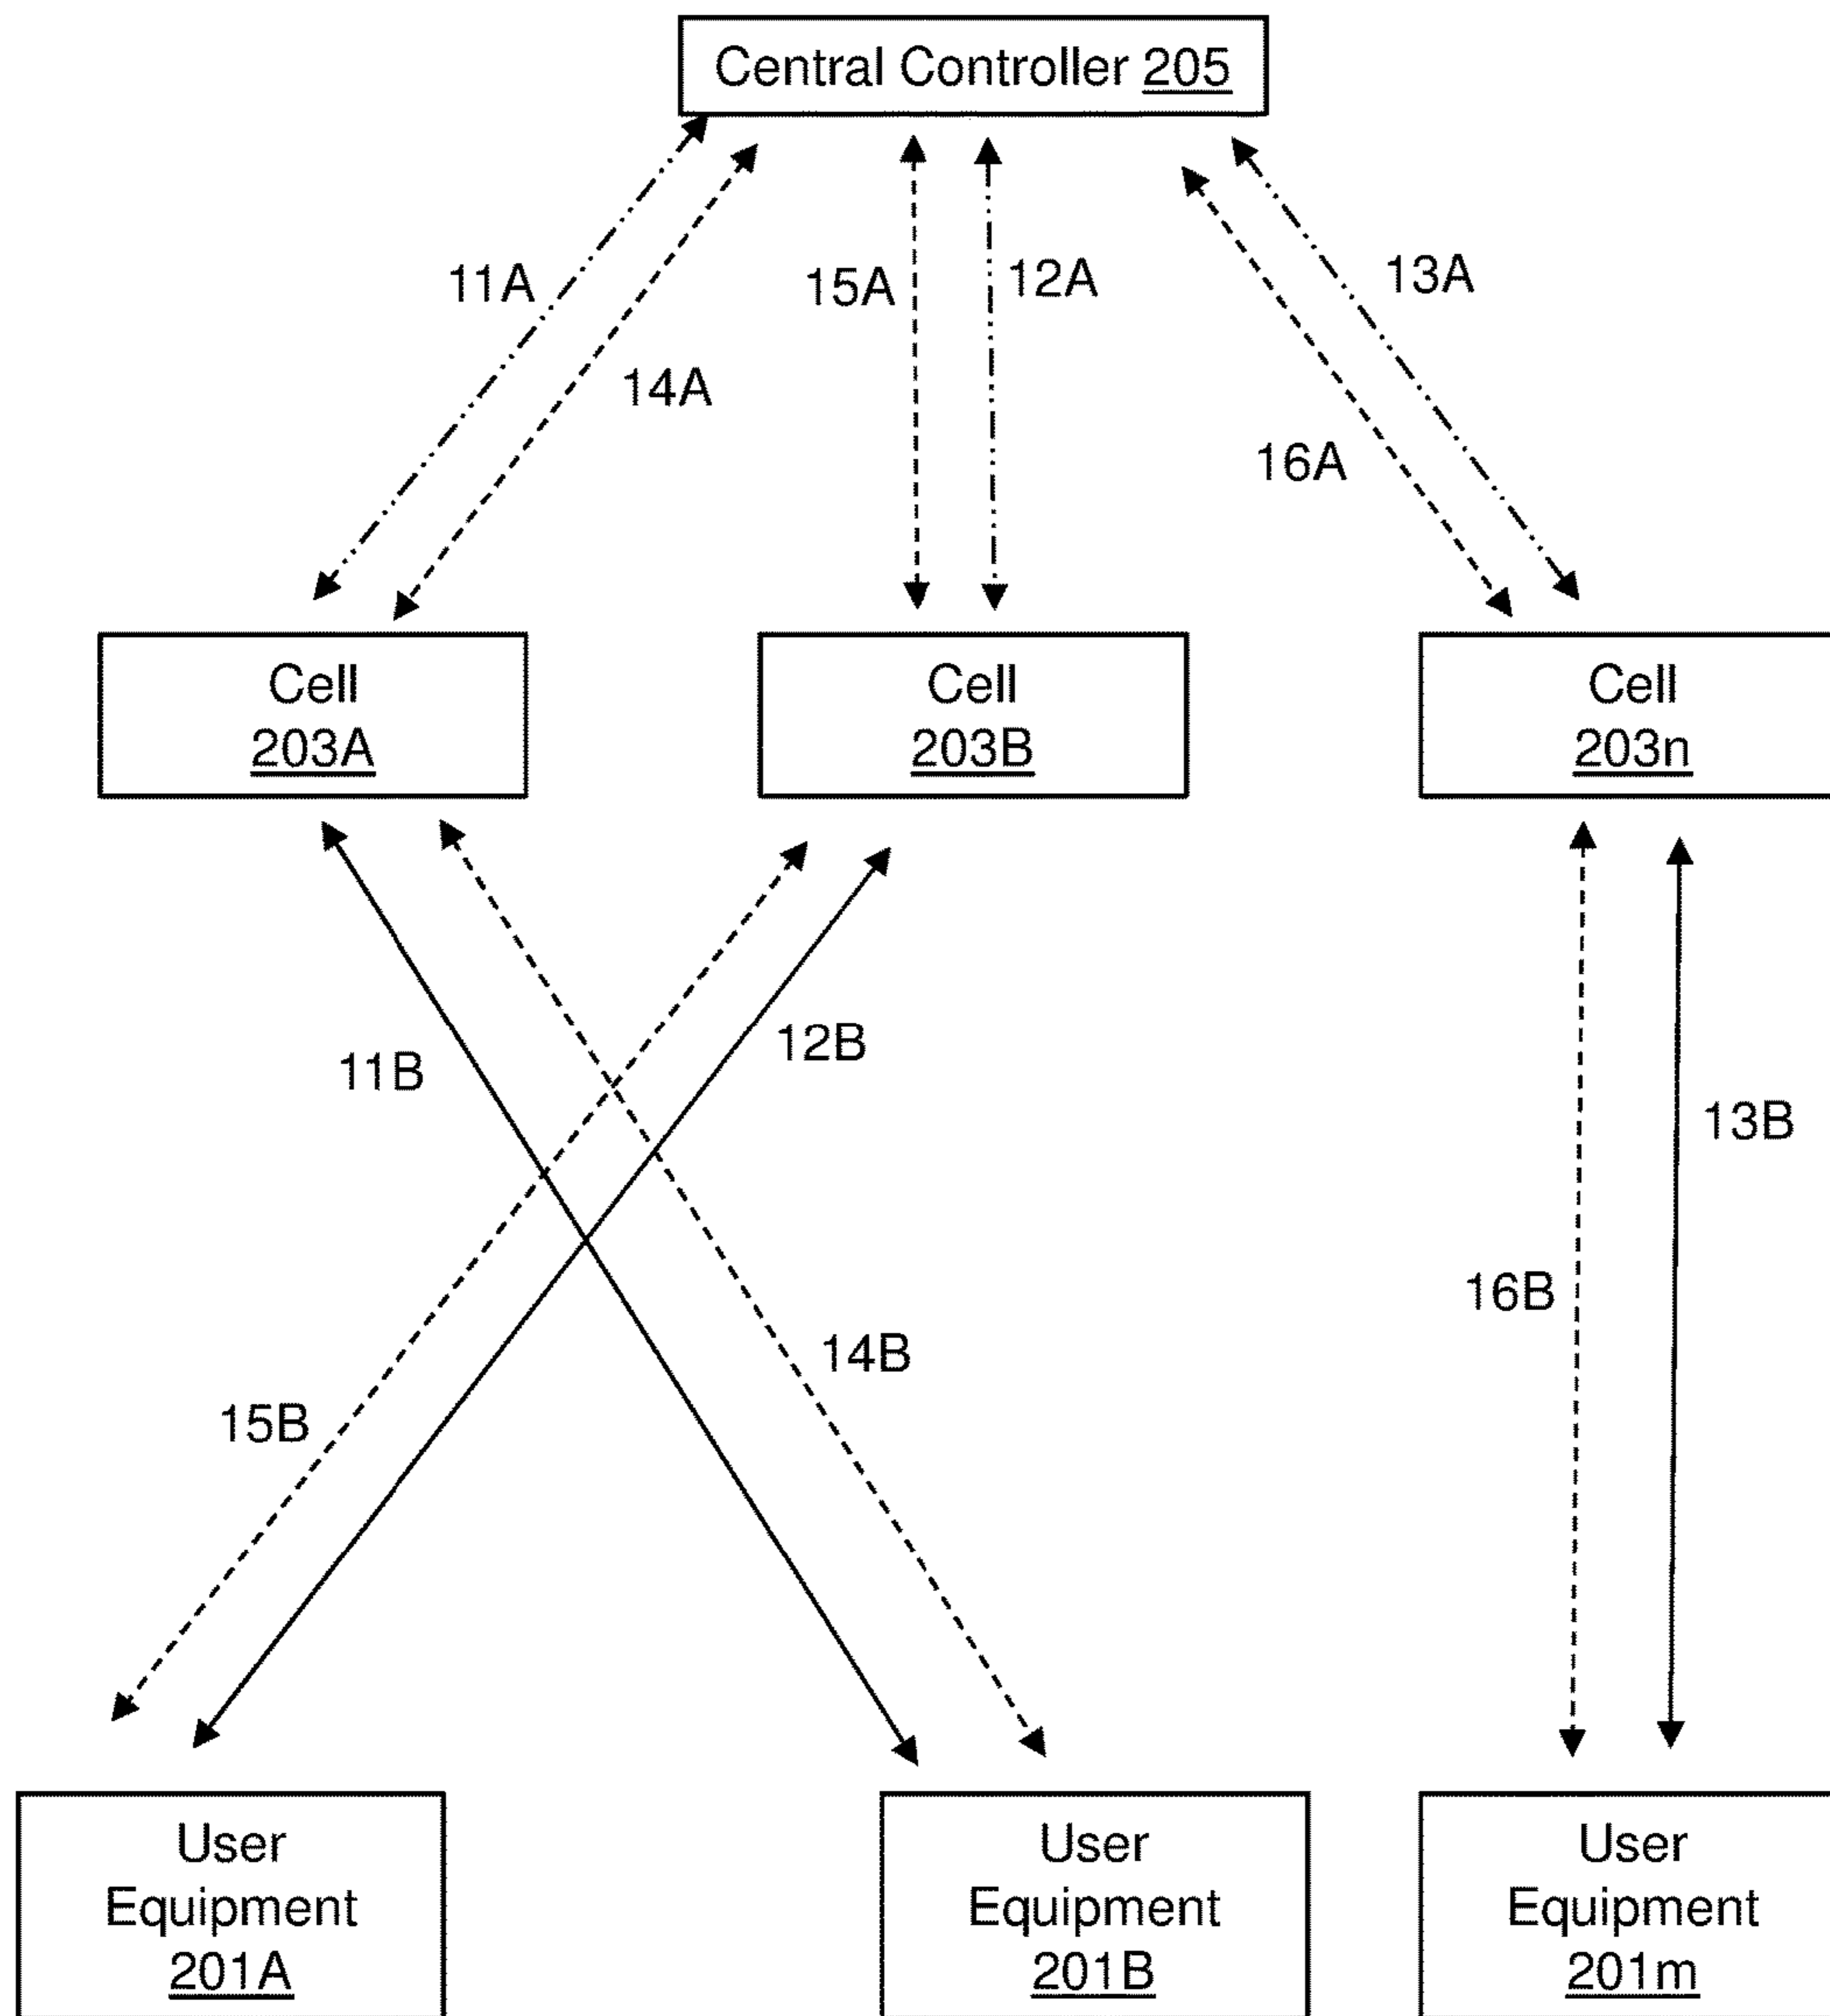 Central Controller 205
11A
15A
12A
13A
14A
16A
Cell
203A
Cell
203B
Cell
203n
11B
12B
13B
16B
14B
15B
User
Equipment
201A
User
Equipment
201B
User
Equipment
201m